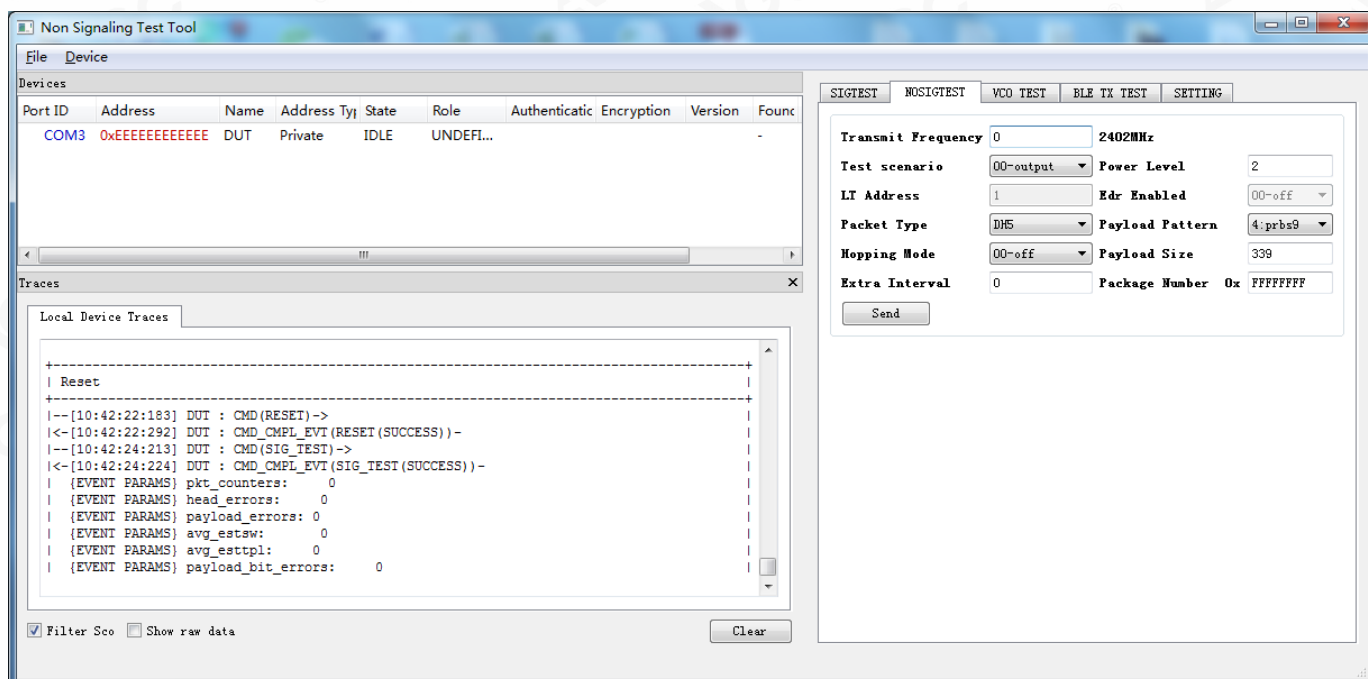 Non Signaling Test Tool
File Device
Devices
Port ID Address Name Address Ty State Role Authenticatic Encryption Version Found
COM3 0xEEEEEEEEEEEE DUT Private IDLE UNDEFI... -
Traces
Local Device Traces
+--------------------------------------------------------------------------------+
| Reset |
+--------------------------------------------------------------------------------+
|--[10:42:22:183] DUT : CMD(RESET)-> |
|<-[10:42:22:292] DUT : CMD_CMPL_EVT(RESET(SUCCESS))- |
|--[10:42:24:213] DUT : CMD(SIG_TEST)-> |
|<-[10:42:24:224] DUT : CMD_CMPL_EVT(SIG_TEST(SUCCESS))- |
| {EVENT PARAMS} pkt_counters: 0 |
| {EVENT PARAMS} head_errors: 0 |
| {EVENT PARAMS} payload_errors: 0 |
| {EVENT PARAMS} avg_estsw: 0 |
| {EVENT PARAMS} avg_esttpl: 0 |
| {EVENT PARAMS} payload_bit_errors: 0 |
Filter Sco Show raw data Clear
SIGTEST NOSIGTEST VCO TEST BLE TX TEST SETTING
Transmit Frequency 0 2402MHz
Test scenario 00-output Power Level 2
LT Address 1 Edr Enabled 00-off
Packet Type DH5 Payload Pattern 4:prbs9
Hopping Mode 00-off Payload Size 339
Extra Interval 0 Package Number 0x FFFFFFFF
Send